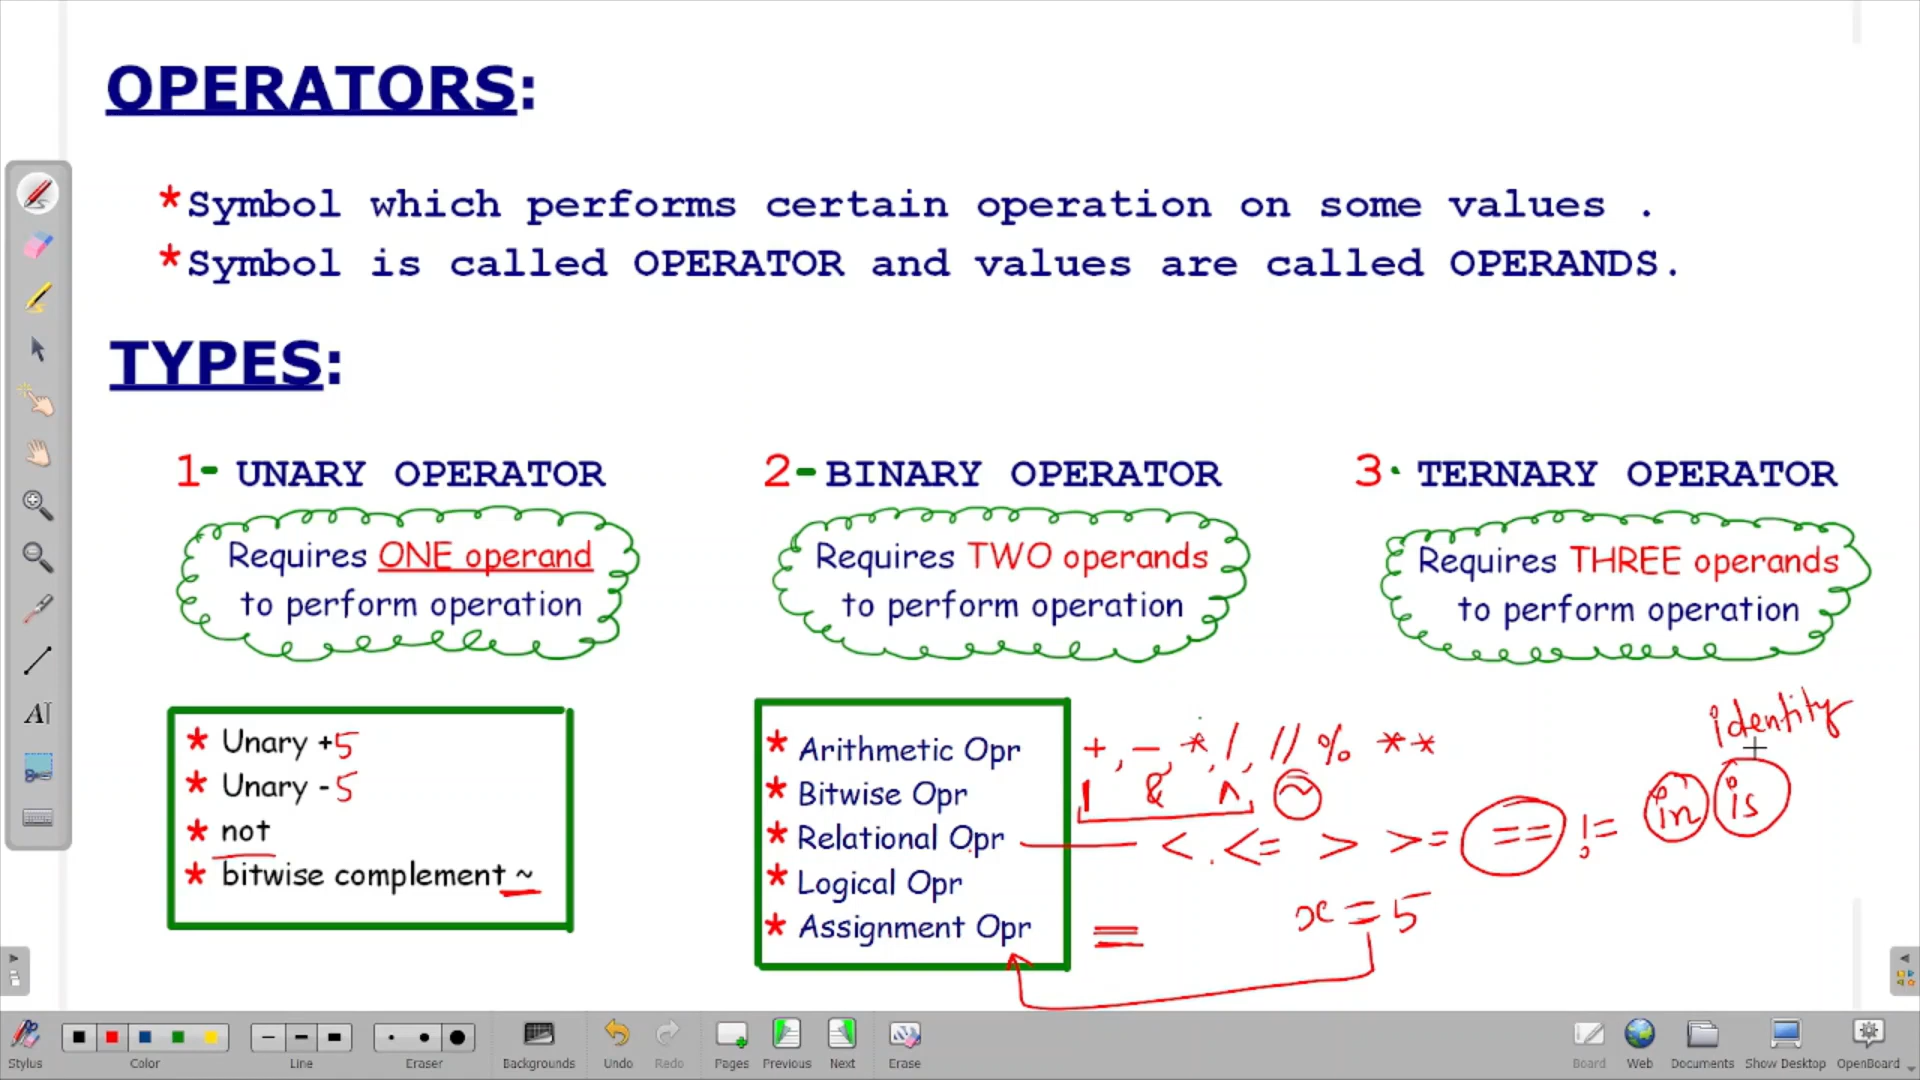 OPERATORS:
*Symbol which performs certain operation on some values .
*Symbol is called OPERATOR and values are called OPERANDS.
TYPES:
1- UNARY OPERATOR
Requires ONE operand
to perform operation
* Unary +5
* Unary -5
* not
* bitwise complement ~
2- BINARY OPERATOR
Requires TWO operands
to perform operation
* Arithmetic Opr +, -, *, /, // % **
* Bitwise Opr | & ^ ~
* Relational Opr < <= > >= == != in is
identity
* Logical Opr
* Assignment Opr =
x = 5
3· TERNARY OPERATOR
Requires THREE operands
to perform operation
AI
Stylus
Color
Line
Eraser
Backgrounds
Undo
Redo
Pages
Previous
Next
Erase
Board
Web
Documents
Show Desktop
OpenBoard